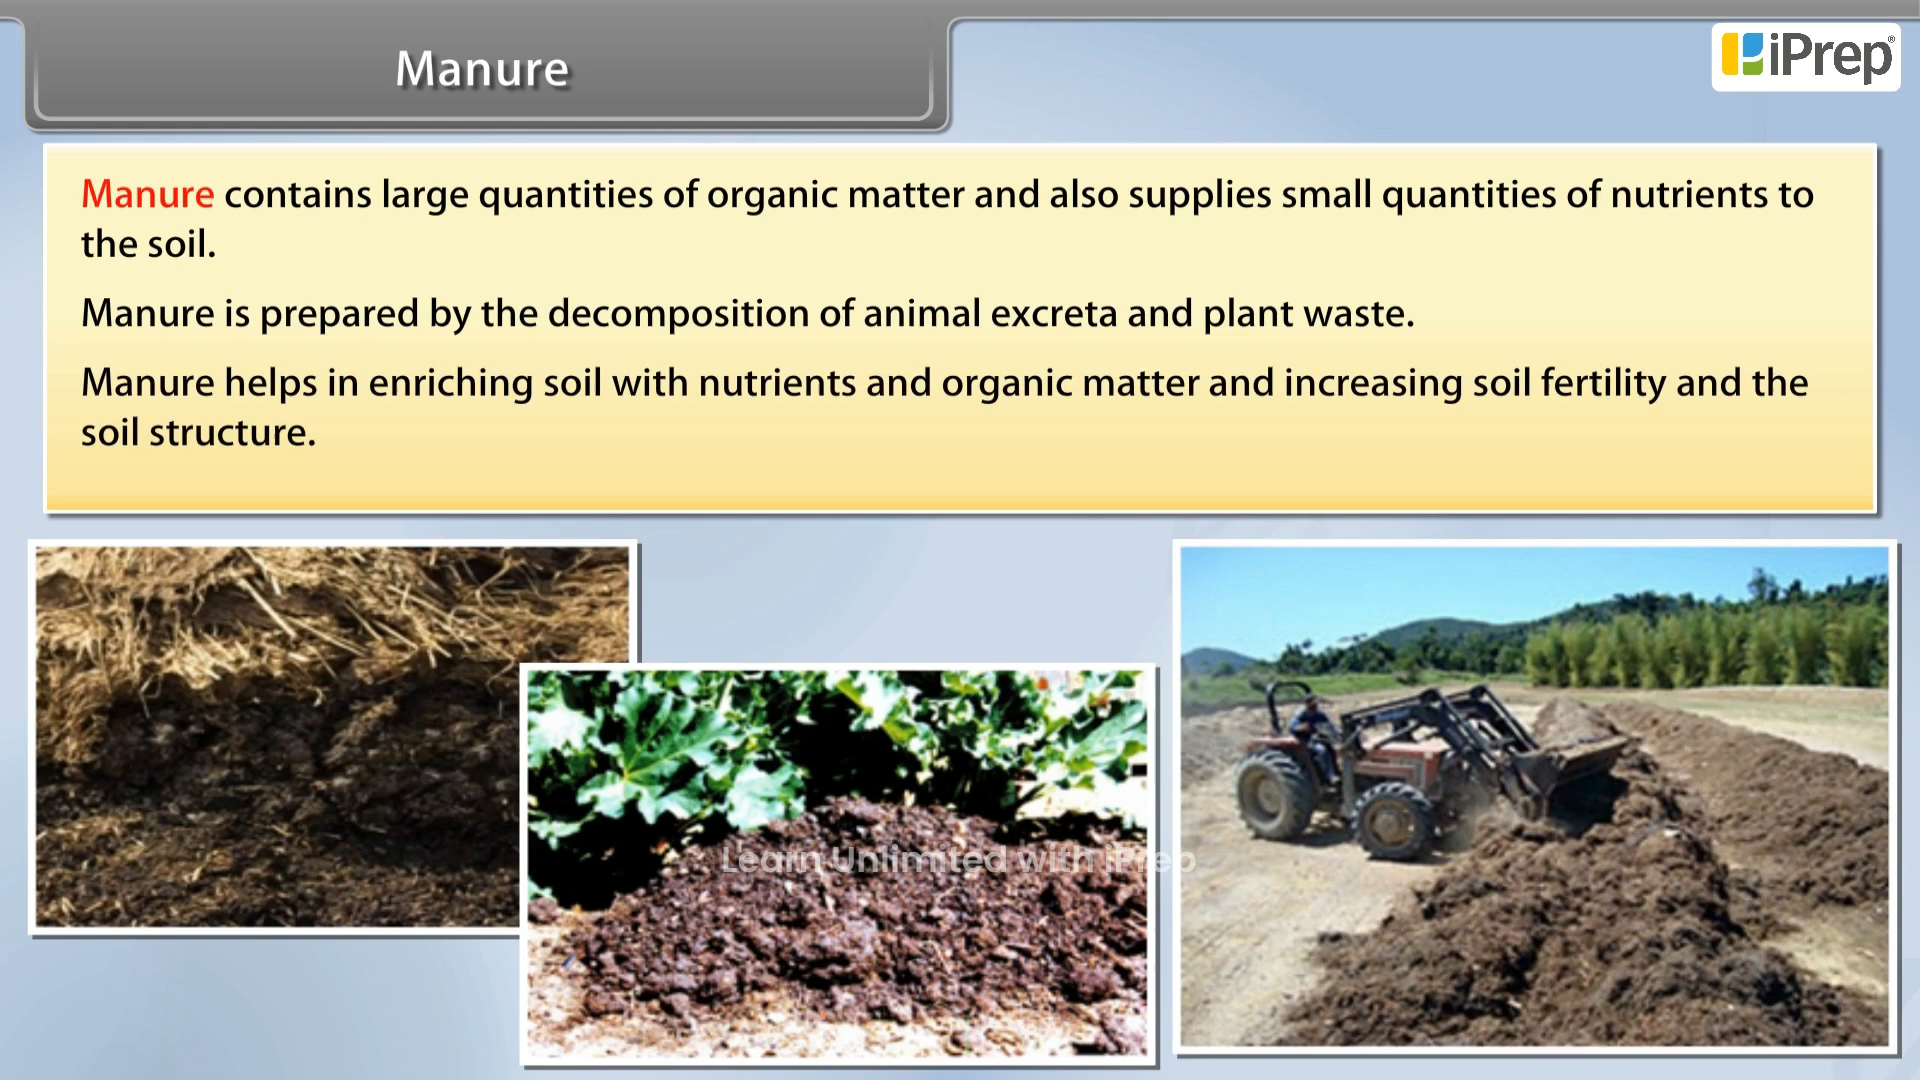 Manure
iPrep®
Manure contains large quantities of organic matter and also supplies small quantities of nutrients to
the soil.
Manure is prepared by the decomposition of animal excreta and plant waste.
Manure helps in enriching soil with nutrients and organic matter and increasing soil fertility and the
soil structure.
Learn Unlimited with iPrep